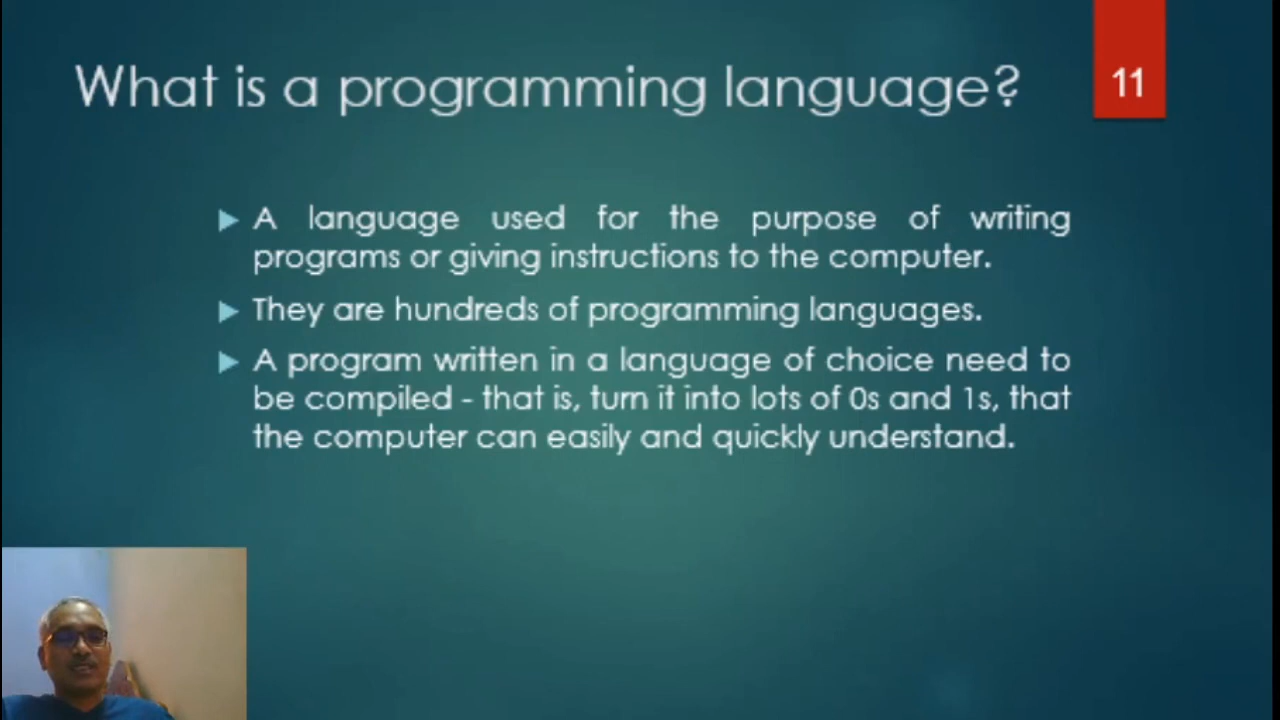 What is a programming language?
11
A language used for the purpose of writing
programs or giving instructions to the computer.
They are hundreds of programming languages.
A program written in a language of choice need to
be compiled - that is, turn it into lots of 0s and 1s, that
the computer can easily and quickly understand.